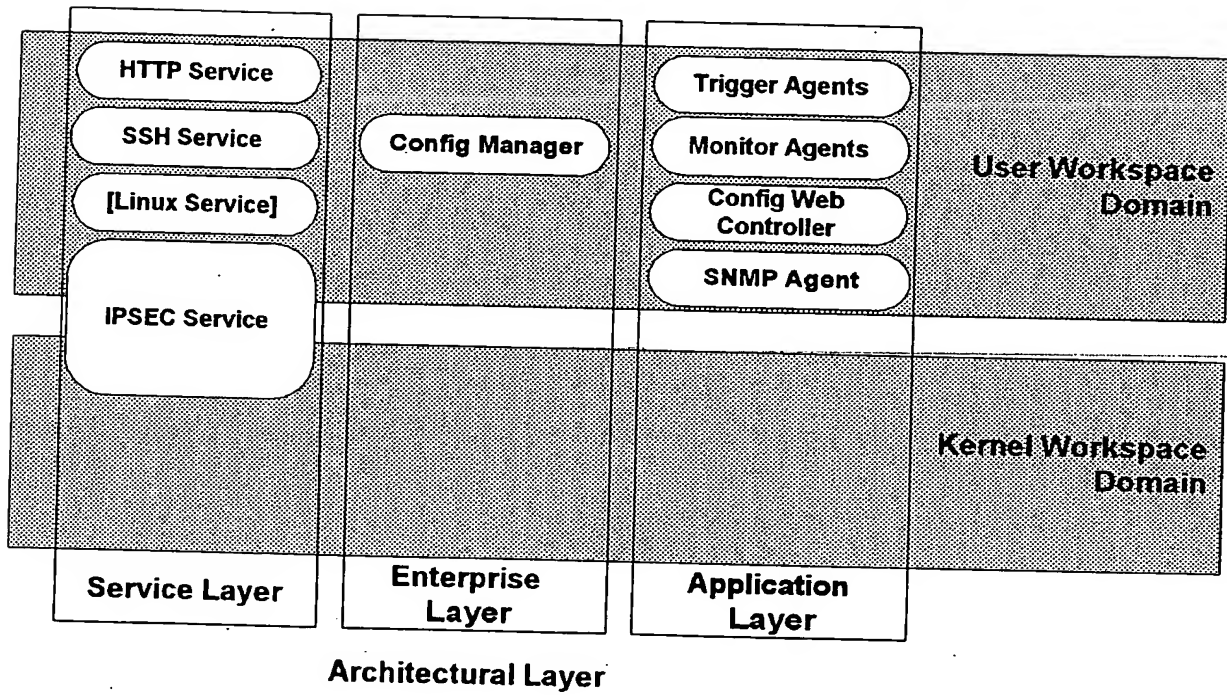 HTTP Service
SSH Service
[Linux Service]
IPSEC Service
Config Manager
Trigger Agents
Monitor Agents
Config Web
Controller
SNMP Agent
User Workspace
Domain
Kernel Workspace
Domain
Service Layer
Enterprise
Layer
Application
Layer
Architectural Layer